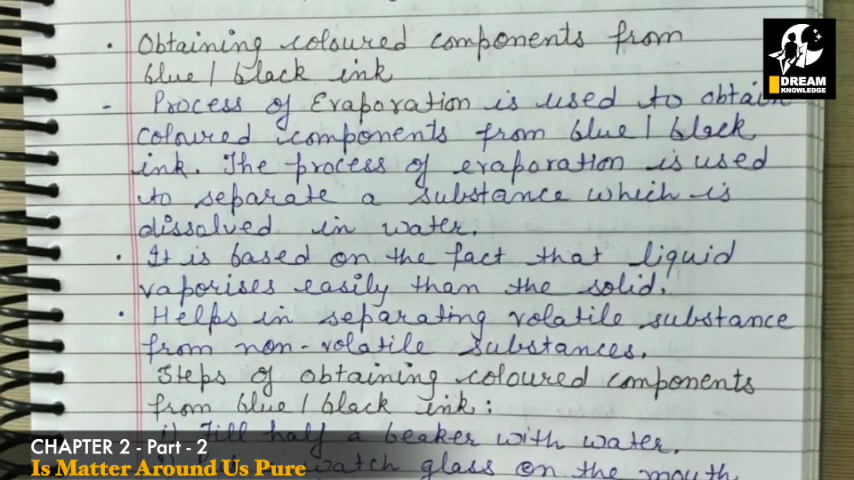 DREAM
KNOWLEDGE
• Obtaining coloured components from
blue/black ink
- Process of Evaporation is used to obtain
coloured components from blue/black
ink. The process of evaporation is used
to separate a substance which is
dissolved in water.
• It is based on the fact that liquid
vaporises easily than the solid.
• Helps in separating volatile substance
from non-volatile substances.
Steps of obtaining coloured components
from blue/black ink:
i) Fill half a beaker with water.
watch glass on the mouth
CHAPTER 2 - Part - 2
Is Matter Around Us Pure